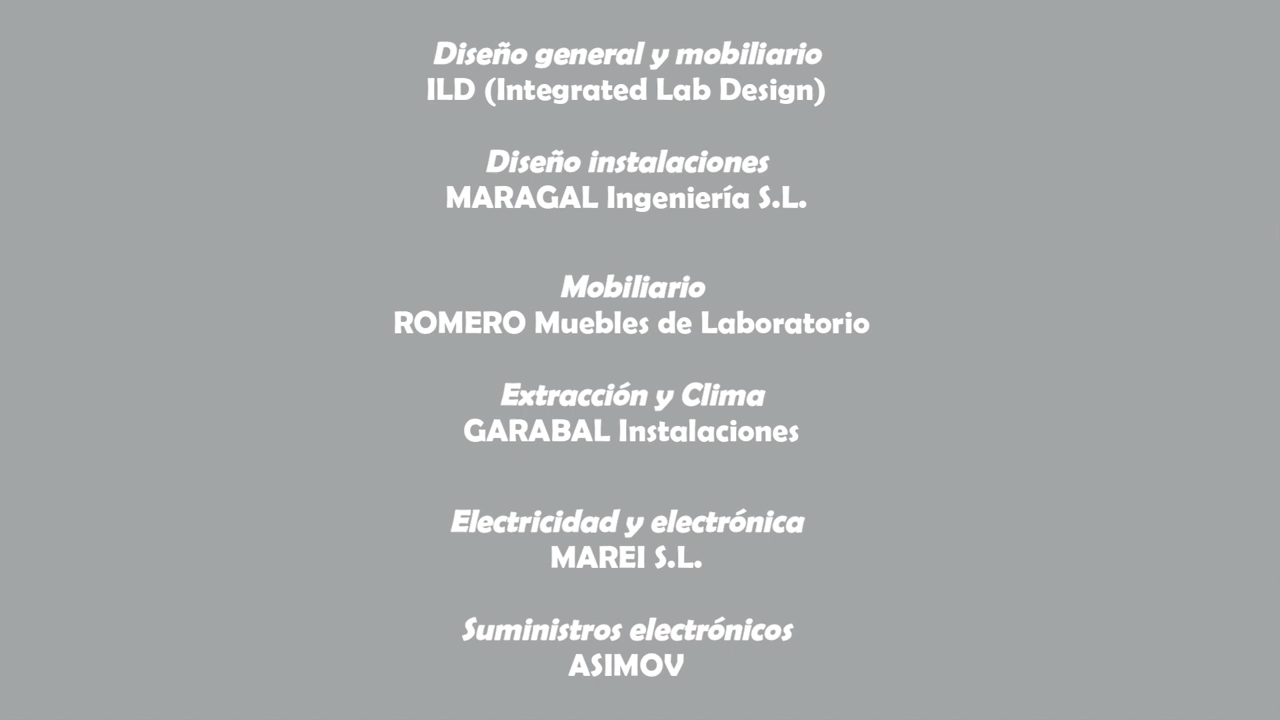 Diseño general y mobiliario
ILD (Integrated Lab Design)
Diseño instalaciones
MARAGAL Ingeniería S.L.
Mobiliario
ROMERO Muebles de Laboratorio
Extracción y Clima
GARABAL Instalaciones
Electricidad y electrónica
MAREI S.L.
Suministros electrónicos
ASIMOV